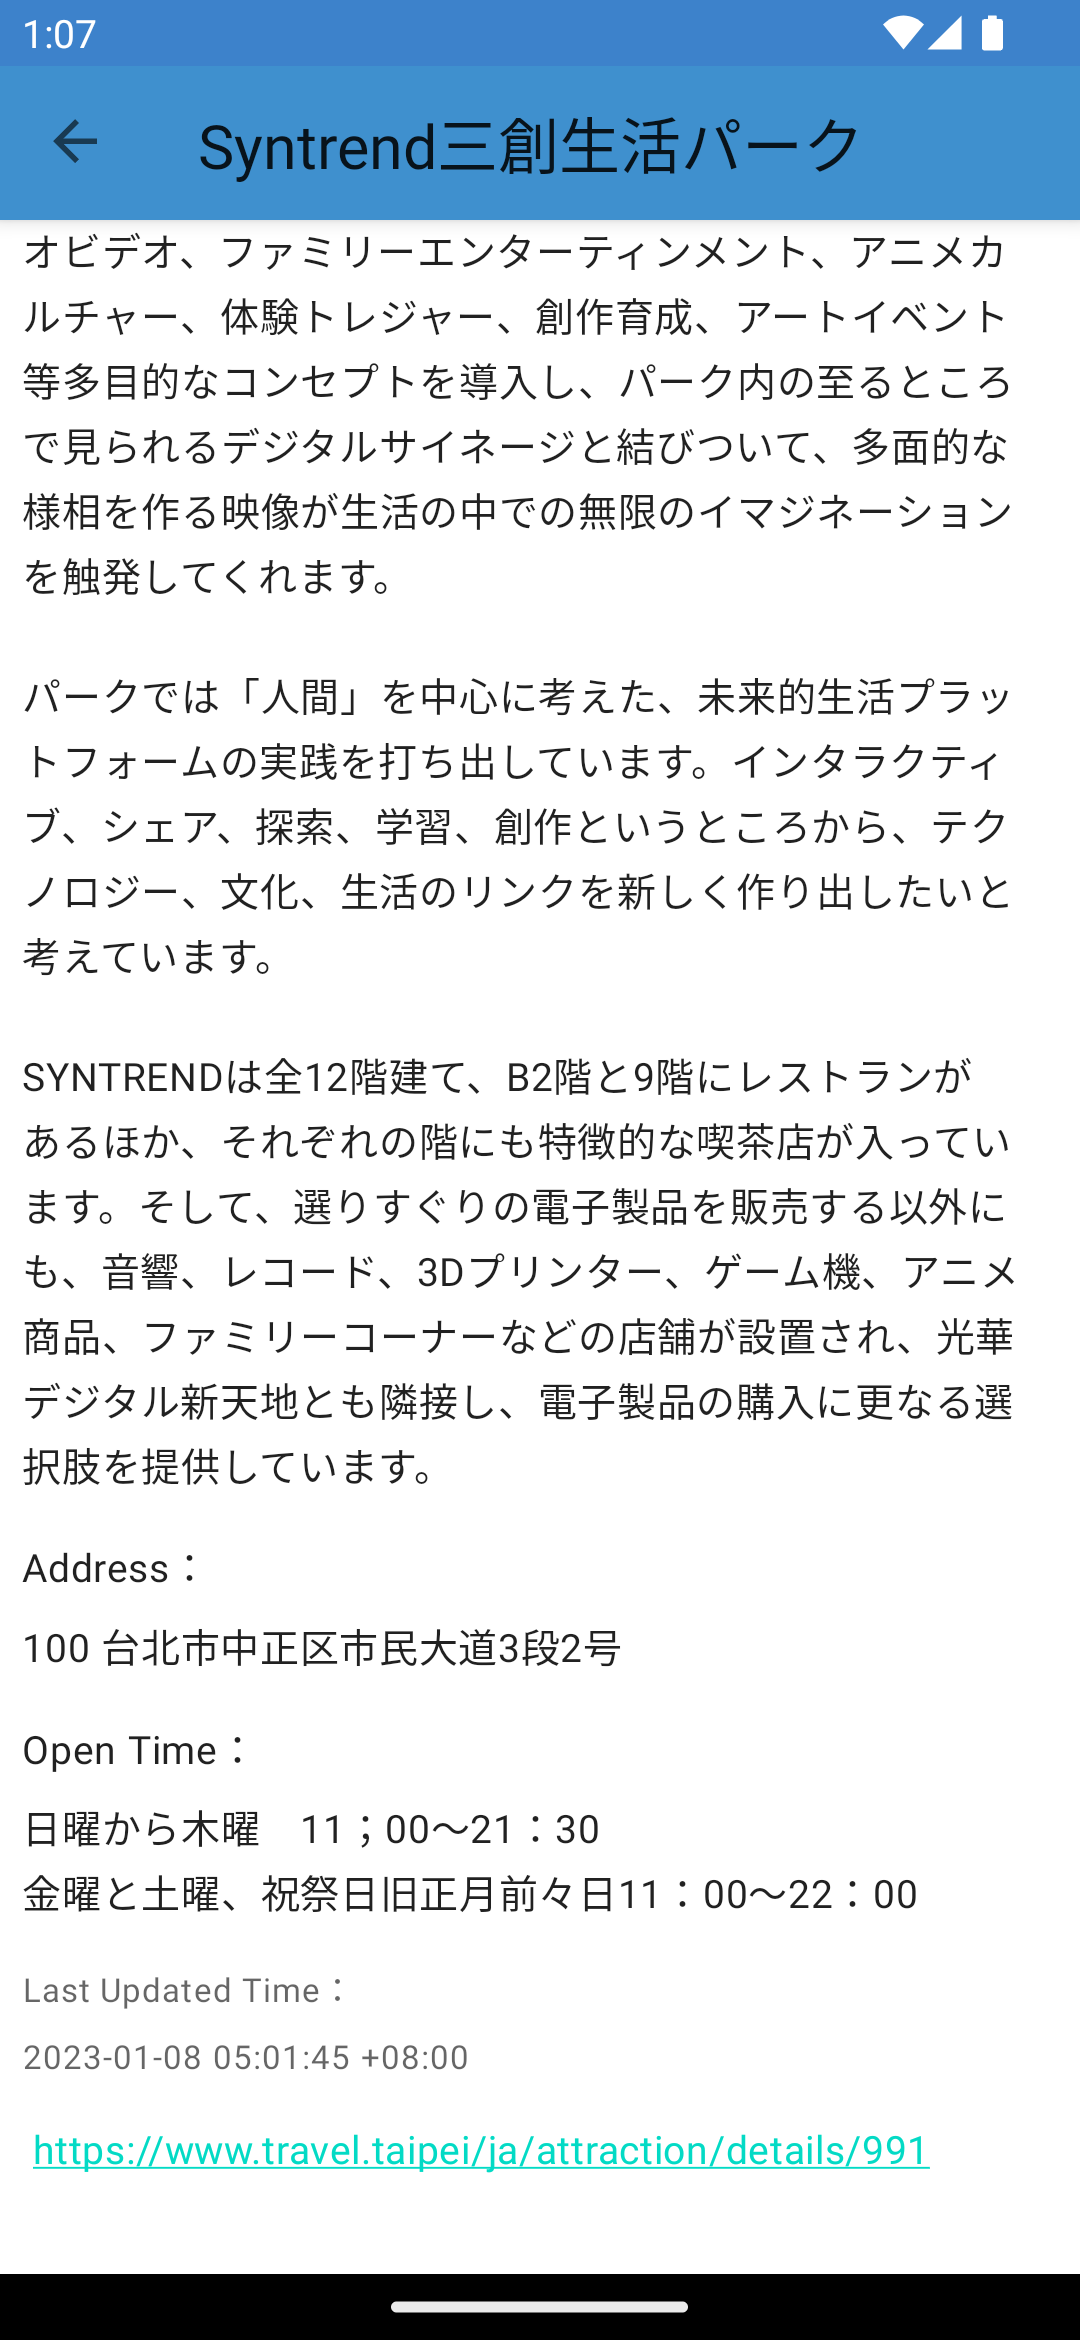 1:07
Syntrend三創生活パーク
オビデオ、ファミリーエンターティンメント、アニメカ
ルチャー、体験トレジャー、創作育成、アートイベント
等多目的なコンセプトを導入し、パーク内の至るところ
で見られるデジタルサイネージと結びついて、多面的な
様相を作る映像が生活の中での無限のイマジネーション
を触発してくれます。
パークでは「人間」を中心に考えた、未来的生活プラッ
トフォームの実践を打ち出しています。インタラクティ
ブ、シェア、探索、学習、創作というところから、テク
ノロジー、文化、生活のリンクを新しく作り出したいと
考えています。
SYNTRENDは全12階建て、B2階と9階にレストランが
あるほか、それぞれの階にも特徴的な喫茶店が入ってい
ます。そして、選りすぐりの電子製品を販売する以外に
も、音響、レコード、3Dプリンター、ゲーム機、アニメ
商品、ファミリーコーナーなどの店舗が設置され、光華
デジタル新天地とも隣接し、電子製品の購入に更なる選
択肢を提供しています。
Address：
100 台北市中正区市民大道3段2号
Open Time：
日曜から木曜　11；00～21：30
金曜と土曜、祝祭日旧正月前々日11：00～22：00
Last Updated Time：
2023-01-08 05:01:45 +08:00
https://www.travel.taipei/ja/attraction/details/991